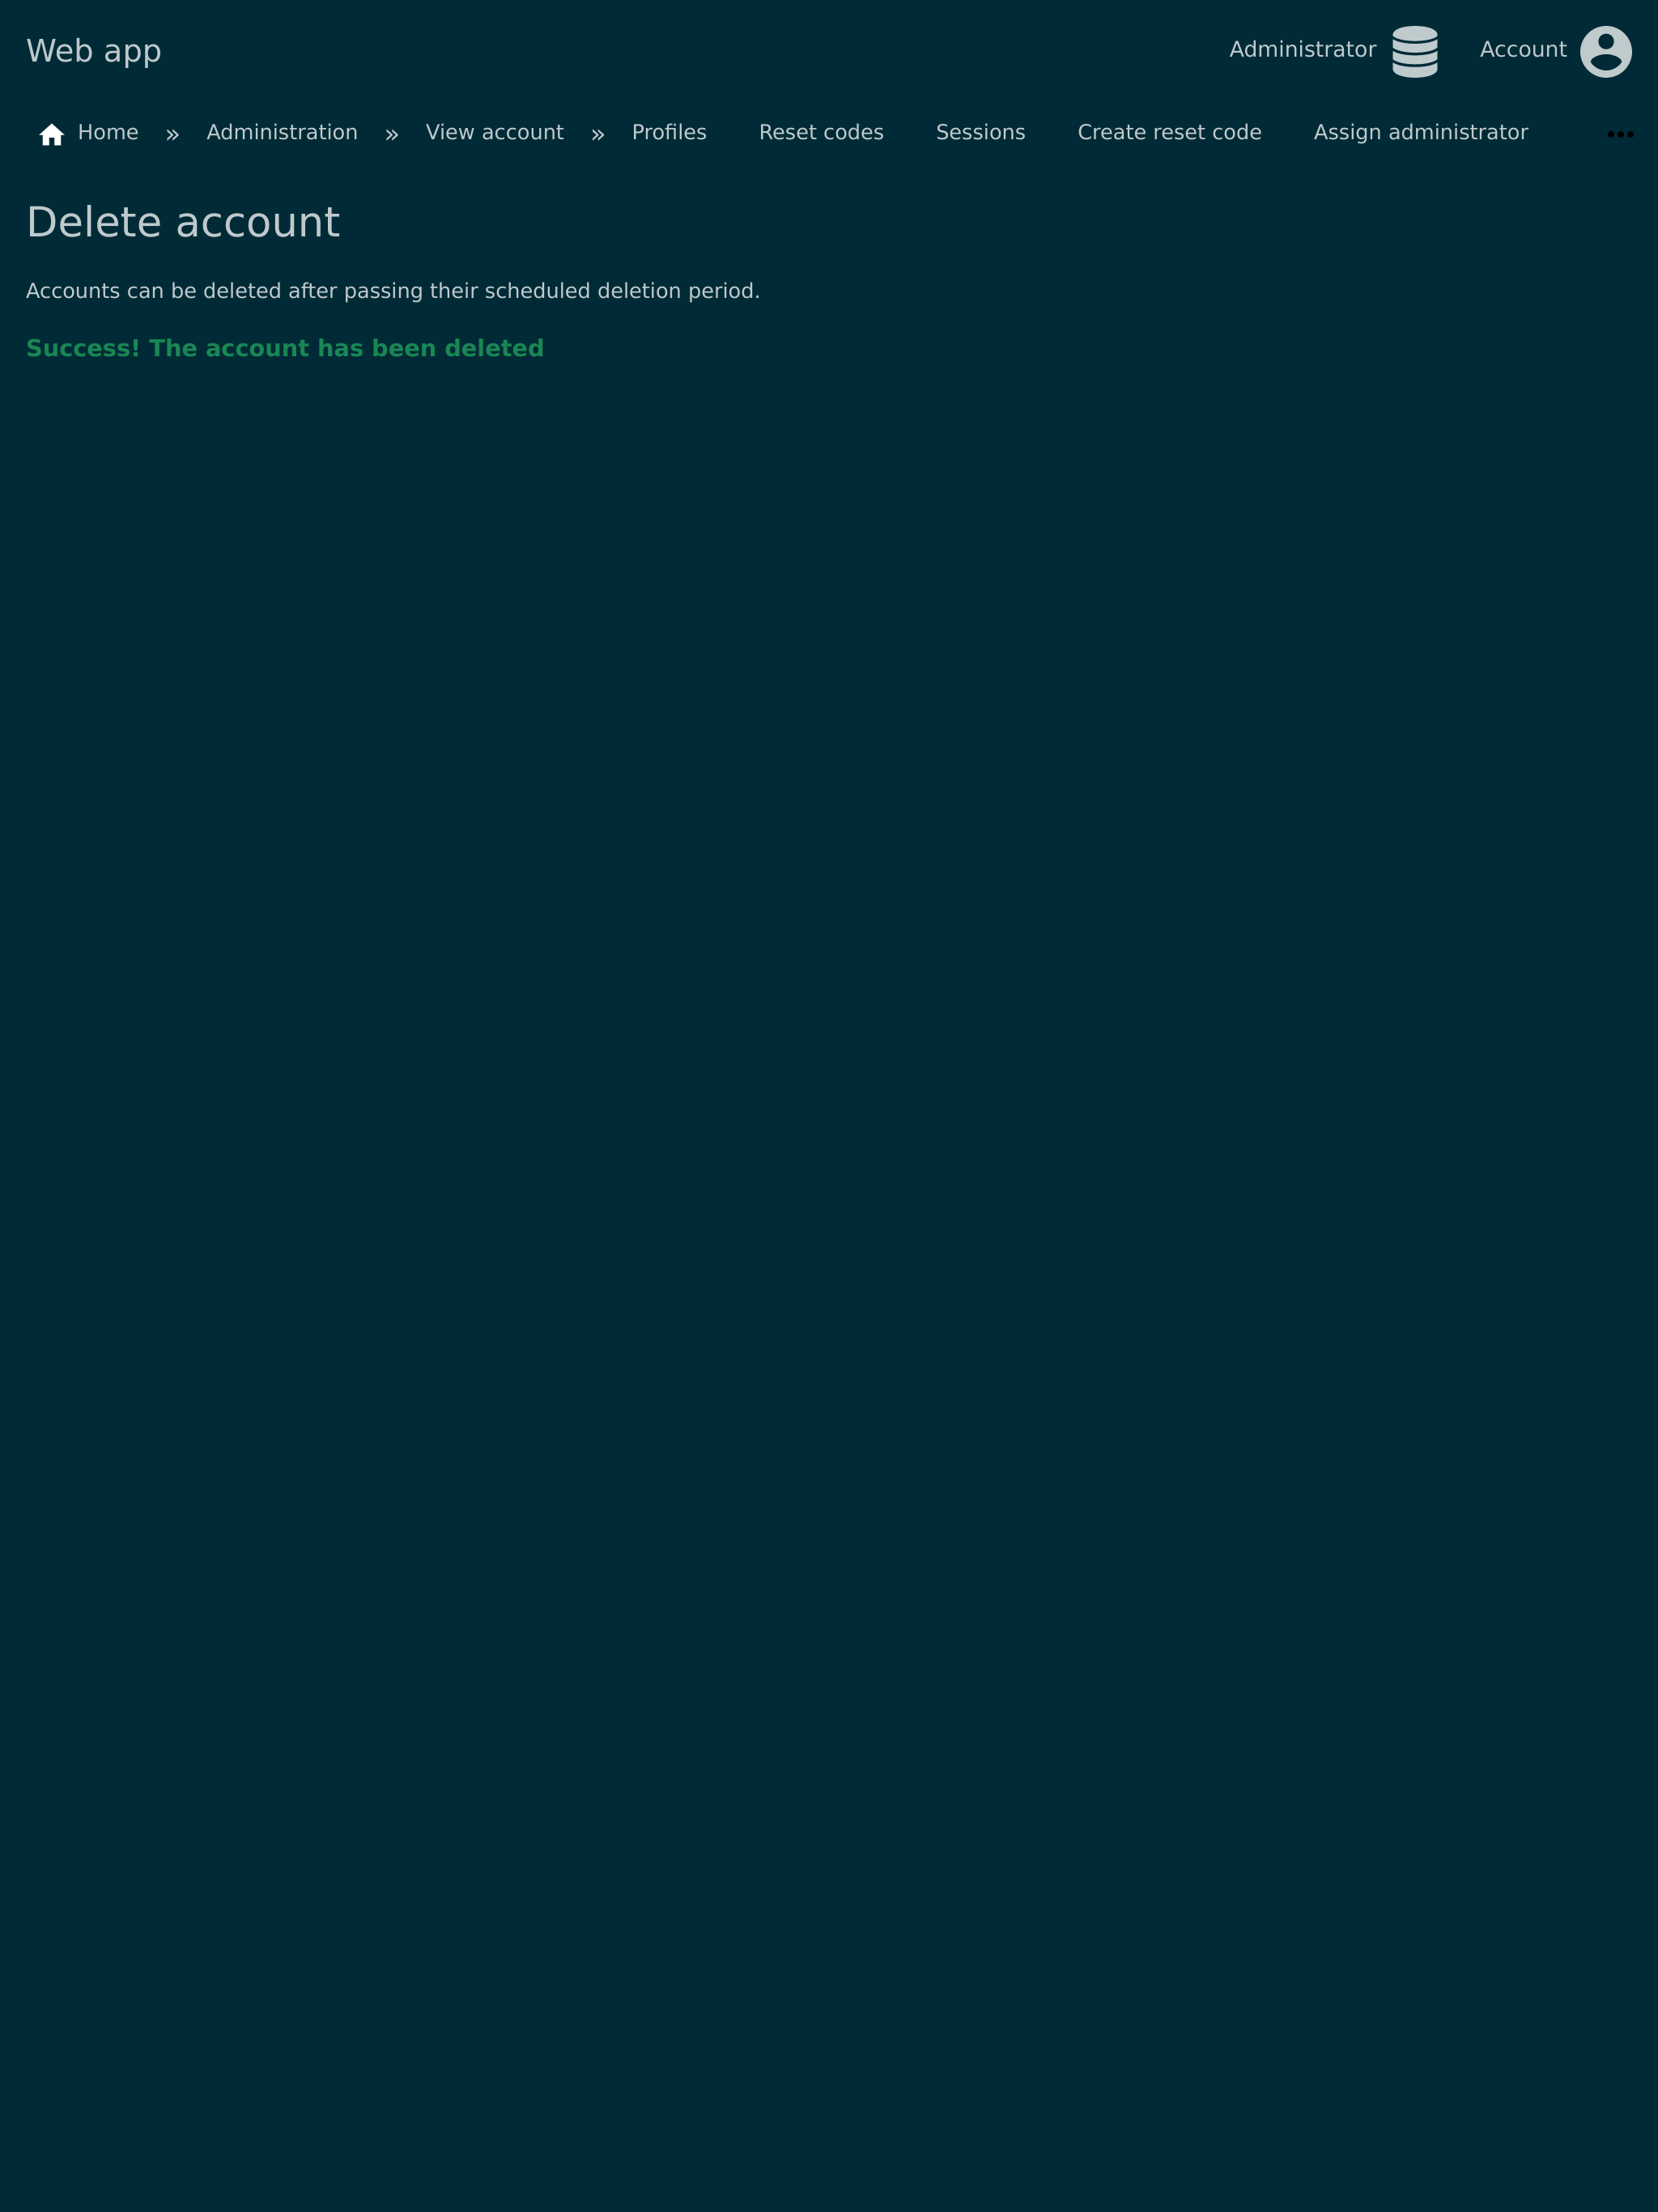 Web app
Administrator
Account
Home » Administration » View account » Profiles Reset codes Sessions Create reset code Assign administrator
Delete account
Accounts can be deleted after passing their scheduled deletion period.
Success! The account has been deleted